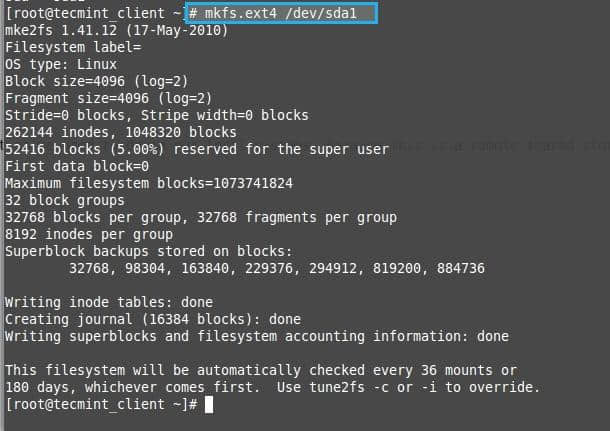 [root@tecmint_client ~]# mkfs.ext4 /dev/sda1
mke2fs 1.41.12 (17-May-2010)
Filesystem label=
OS type: Linux
Block size=4096 (log=2)
Fragment size=4096 (log=2)
Stride=0 blocks, Stripe width=0 blocks
262144 inodes, 1048320 blocks
52416 blocks (5.00%) reserved for the super user
First data block=0
Maximum filesystem blocks=1073741824
32 block groups
32768 blocks per group, 32768 fragments per group
8192 inodes per group
Superblock backups stored on blocks:
32768, 98304, 163840, 229376, 294912, 819200, 884736
Writing inode tables: done
Creating journal (16384 blocks): done
Writing superblocks and filesystem accounting information: done
This filesystem will be automatically checked every 36 mounts or
180 days, whichever comes first.  Use tune2fs -c or -i to override.
[root@tecmint_client ~]#